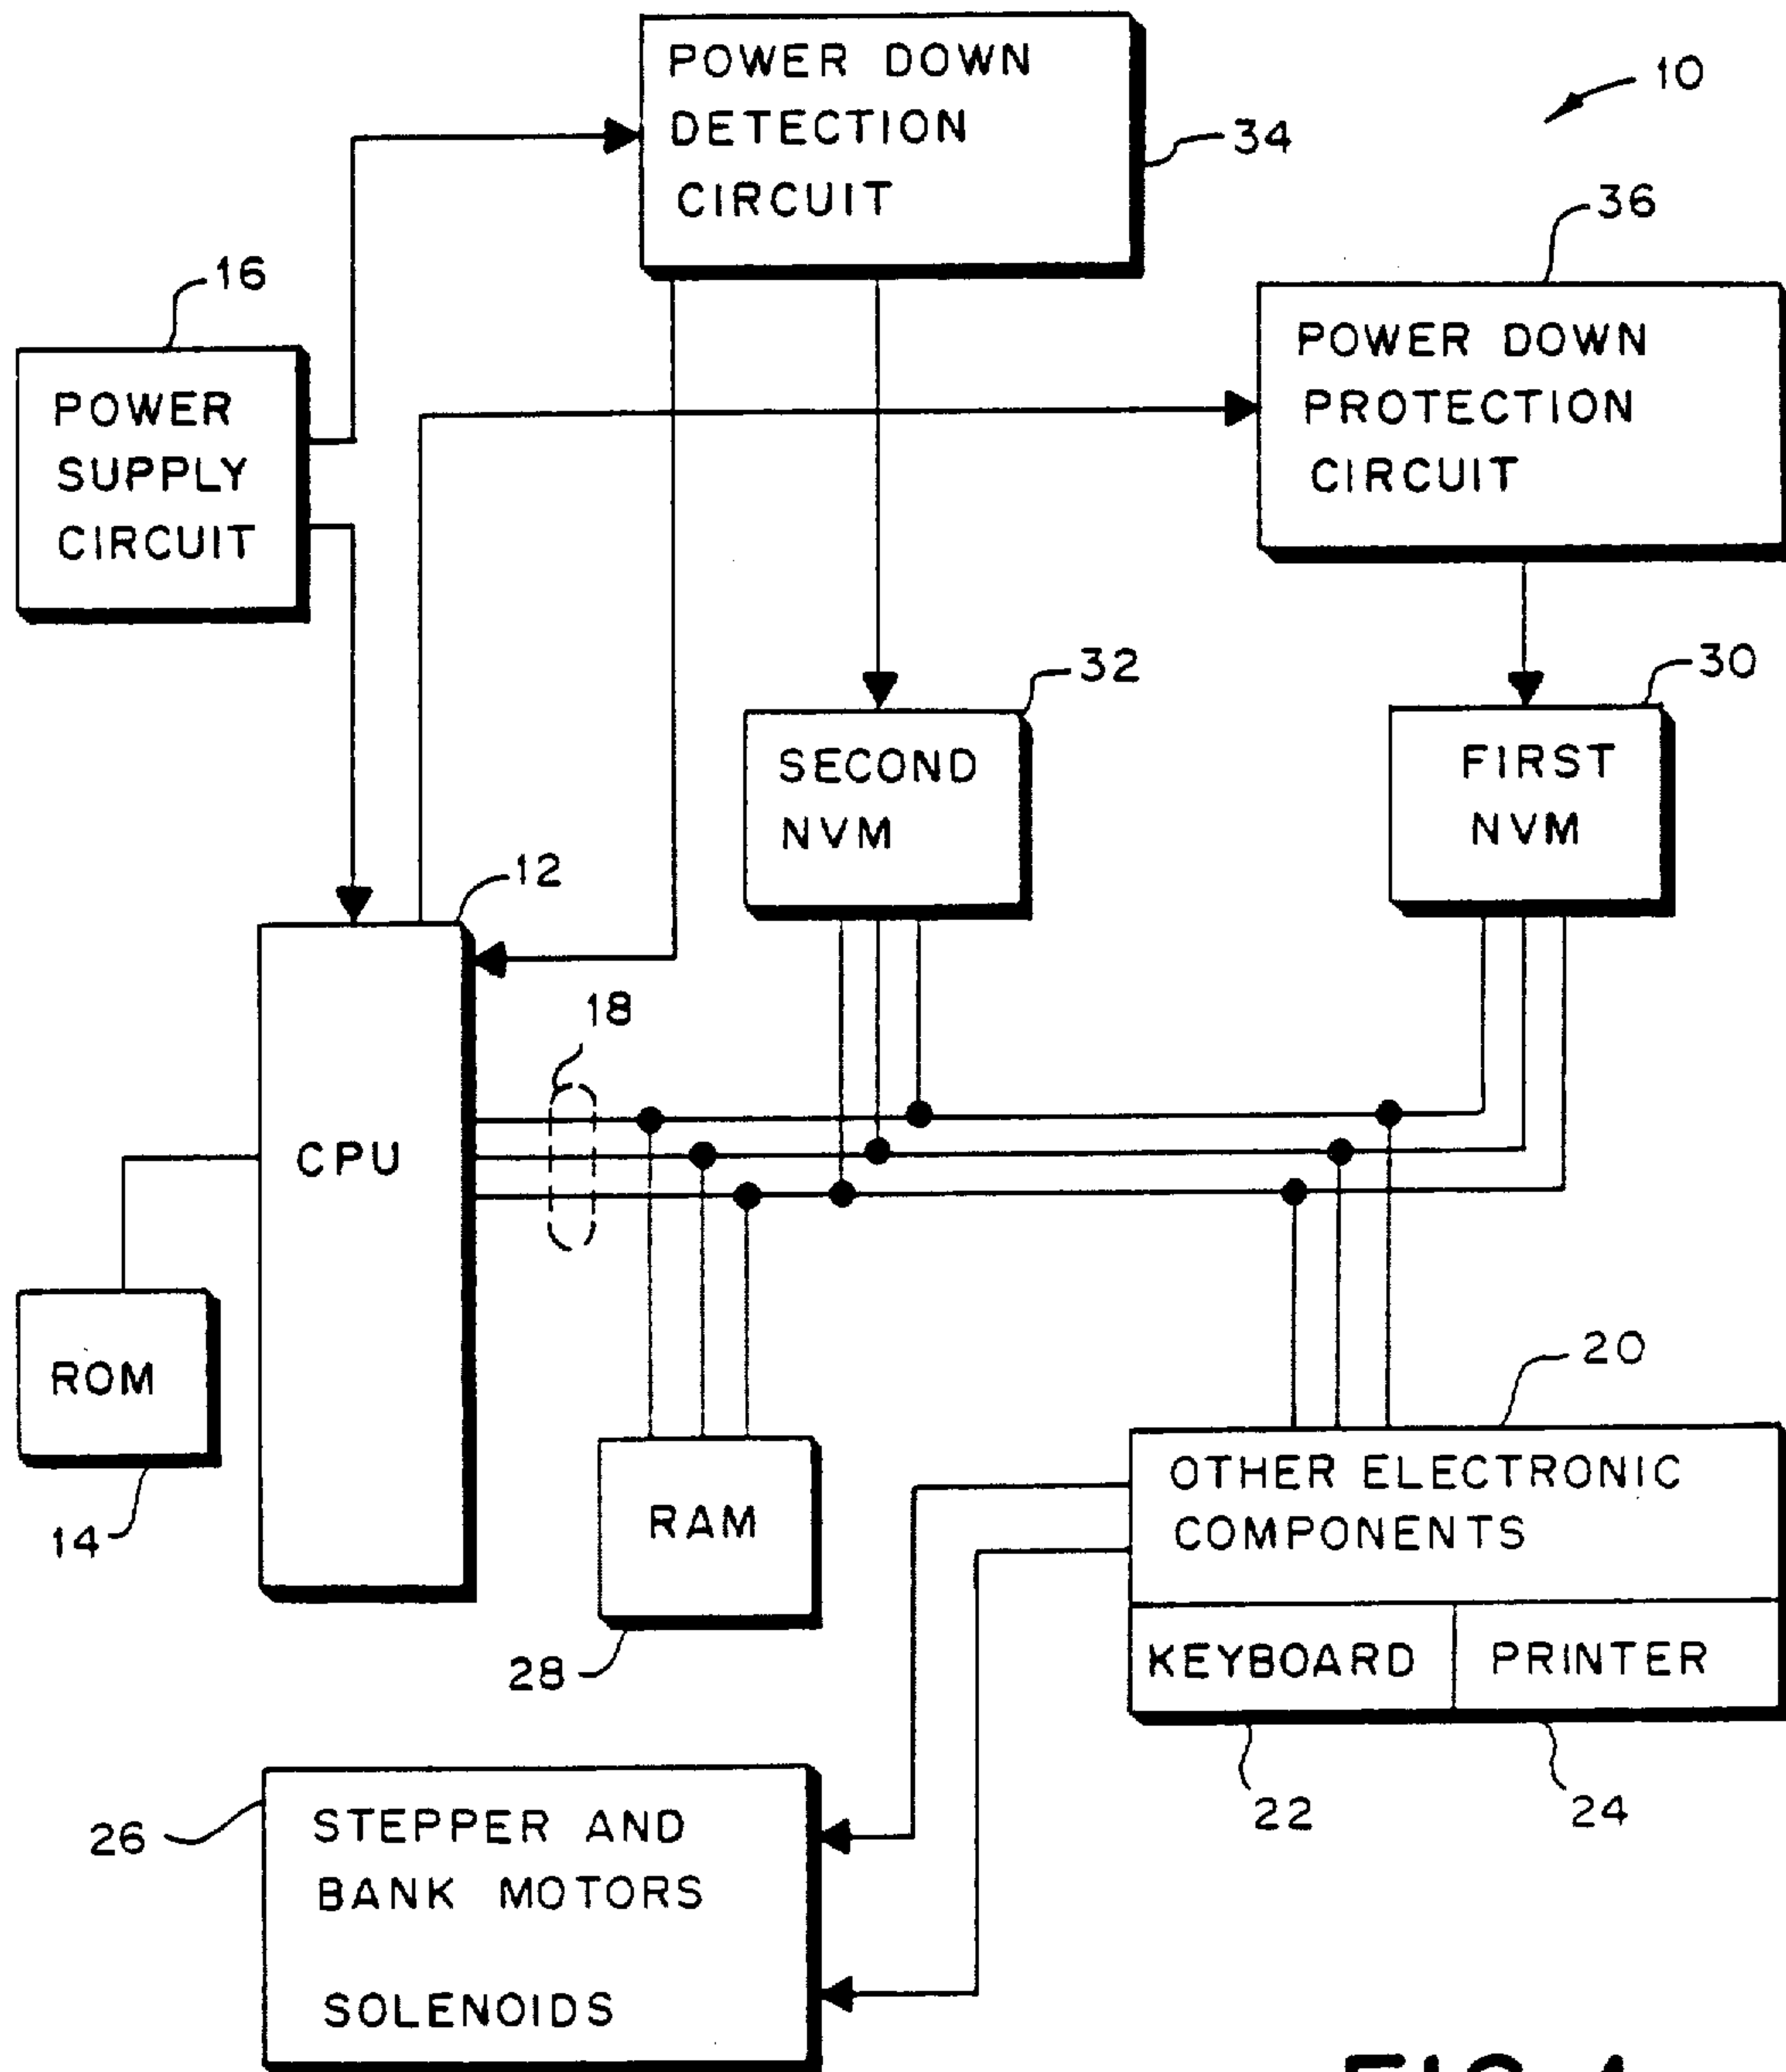 POWER DOWN
DETECTION
CIRCUIT
34
10
36
16
POWER
SUPPLY
CIRCUIT
POWER DOWN
PROTECTION
CIRCUIT
32
30
SECOND
NVM
FIRST
NVM
12
18
CPU
ROM
14
RAM
28
20
OTHER ELECTRONIC
COMPONENTS
KEYBOARD
PRINTER
22
24
26
STEPPER AND
BANK MOTORS
SOLENOIDS